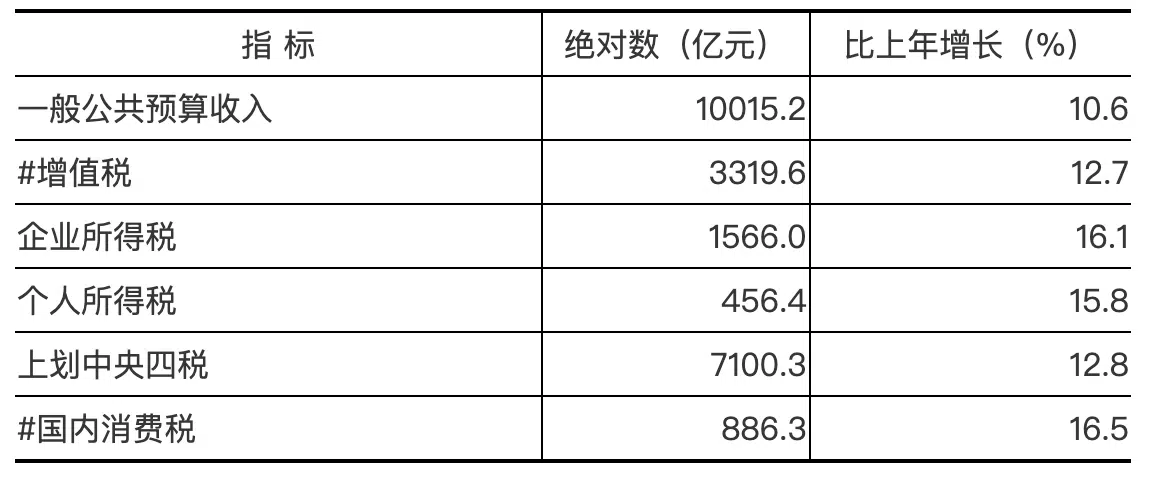 指 标 绝对数（亿元） 比上年增长（%）
一般公共预算收入 10015.2 10.6
#增值税 3319.6 12.7
企业所得税 1566.0 16.1
个人所得税 456.4 15.8
上划中央四税 7100.3 12.8
#国内消费税 886.3 16.5